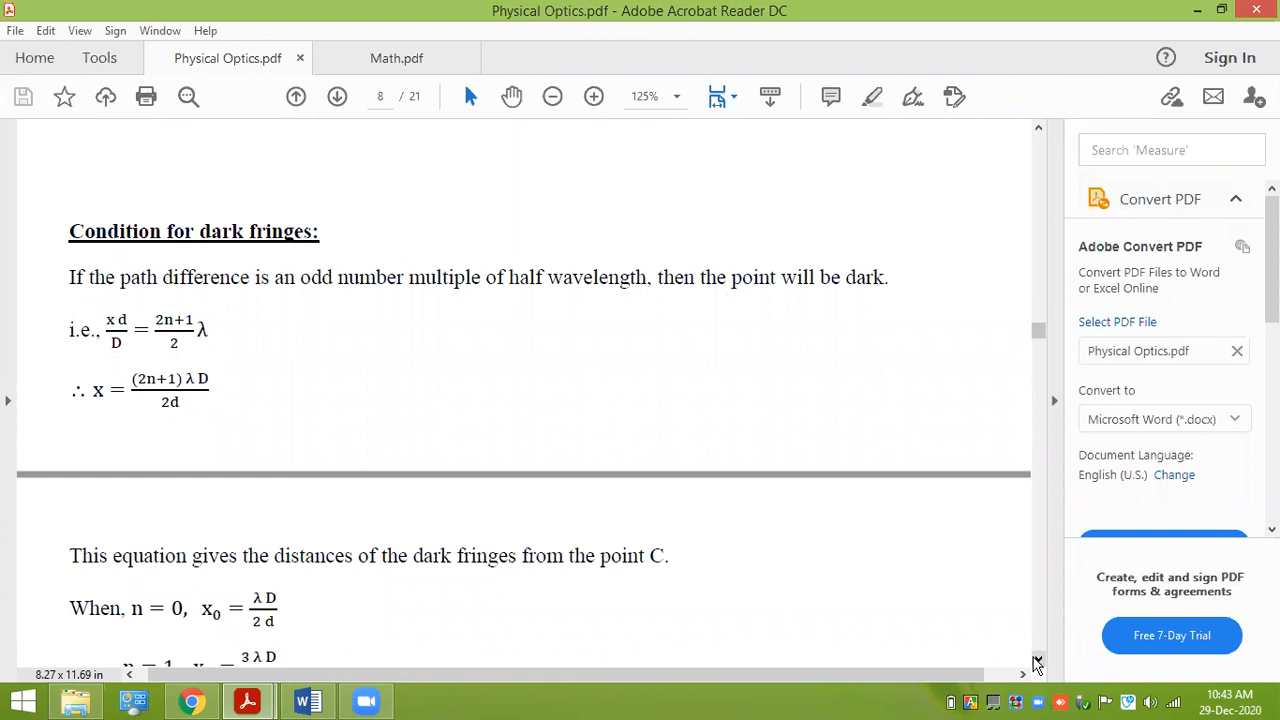 Physical Optics.pdf - Adobe Acrobat Reader DC
File Edit View Sign Window Help
Home Tools Physical Optics.pdf × Math.pdf Sign In
8 / 21 125%
Search 'Measure'
Convert PDF
Adobe Convert PDF
Convert PDF Files to Word
or Excel Online
Select PDF File
Physical Optics.pdf
Convert to
Microsoft Word (*.docx)
Document Language:
English (U.S.) Change
Create, edit and sign PDF
forms & agreements
Free 7-Day Trial
Condition for dark fringes:
If the path difference is an odd number multiple of half wavelength, then the point will be dark.
i.e., x d / D = 2n+1 / 2 λ
∴ x = (2n+1) λ D / 2d
This equation gives the distances of the dark fringes from the point C.
When, n = 0, x₀ = λ D / 2 d
n = 1, x = 3 λ D
8.27 x 11.69 in
10:43 AM
29-Dec-2020